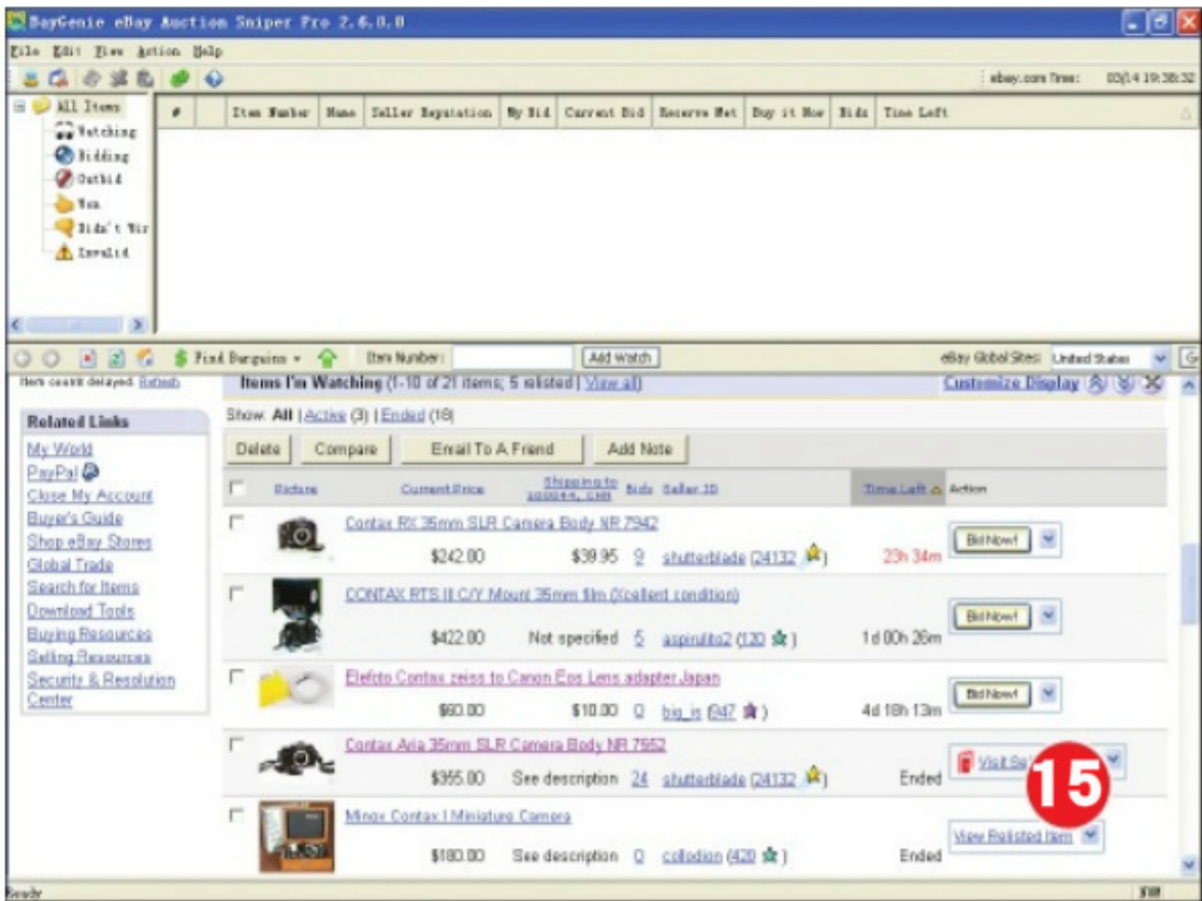 BayGenie eBay Auction Sniper Pro 2.6.0.0
File Edit View Action Help
ebay.com Time: 03/14 19:38:32
All Items
Watching
Bidding
Outbid
Won
Didn't Wir
Invalid
# Item Number Name Seller Reputation My Bid Current Bid Reserve Met Buy it Now Bids Time Left
Find Bargains Item Number: Add Watch eBay Global Sites: United States G
Item counts delayed. Refresh
Items I'm Watching (1-10 of 21 items; 5 relisted | View all) Customize Display
Related Links
My World
PayPal
Close My Account
Buyer's Guide
Shop eBay Stores
Global Trade
Search for Items
Download Tools
Buying Resources
Selling Resources
Security & Resolution
Center
Show: All | Active (3) | Ended (18)
Delete Compare Email To A Friend Add Note
Picture Current Price Shipping to Bids Seller ID Time Left Action
Contax RX 35mm SLR Camera Body NR 7942
$242.00 $39.95 9 shutterblade (24132) 23h 34m Bid Now!
CONTAX RTS III C/Y Mount 35mm film (Xcellent condition)
$422.00 Not specified 5 aspirulito2 (120) 1d 00h 26m Bid Now!
Elefoto Contax zeiss to Canon Eos Lens adapter Japan
$60.00 $10.00 0 big_is (947) 4d 18h 13m Bid Now!
Contax Aria 35mm SLR Camera Body NR 7552
$355.00 See description 24 shutterblade (24132) Ended Visit
15
Minox Contax I Miniature Camera
$180.00 See description 0 collodion (420) Ended View Relisted Item
Ready NUM